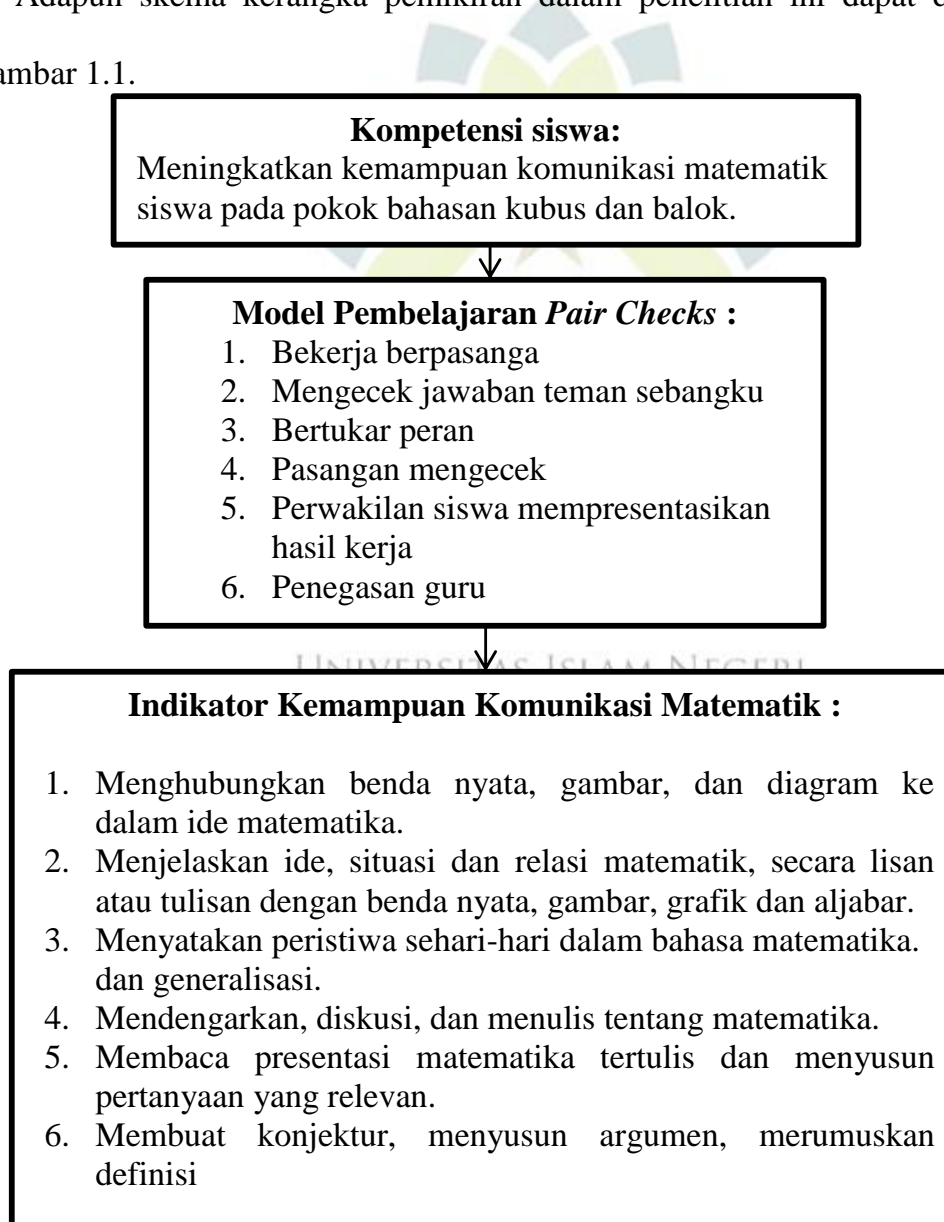 Adapun skema kerangka pemikiran dalam penelitian ini dapat
ambar 1.1.
Kompetensi siswa:
Meningkatkan kemampuan komunikasi matematik
siswa pada pokok bahasan kubus dan balok.
Model Pembelajaran Pair Checks :
1. Bekerja berpasanga
2. Mengecek jawaban teman sebangku
3. Bertukar peran
4. Pasangan mengecek
5. Perwakilan siswa mempresentasikan
hasil kerja
6. Penegasan guru
UNIVERSITAS ISLAM NEGERI
Indikator Kemampuan Komunikasi Matematik :
1. Menghubungkan benda nyata, gambar, dan diagram ke
dalam ide matematika.
2. Menjelaskan ide, situasi dan relasi matematik, secara lisan
atau tulisan dengan benda nyata, gambar, grafik dan aljabar.
3. Menyatakan peristiwa sehari-hari dalam bahasa matematika.
dan generalisasi.
4. Mendengarkan, diskusi, dan menulis tentang matematika.
5. Membaca presentasi matematika tertulis dan menyusun
pertanyaan yang relevan.
6. Membuat konjektur, menyusun argumen, merumuskan
definisi